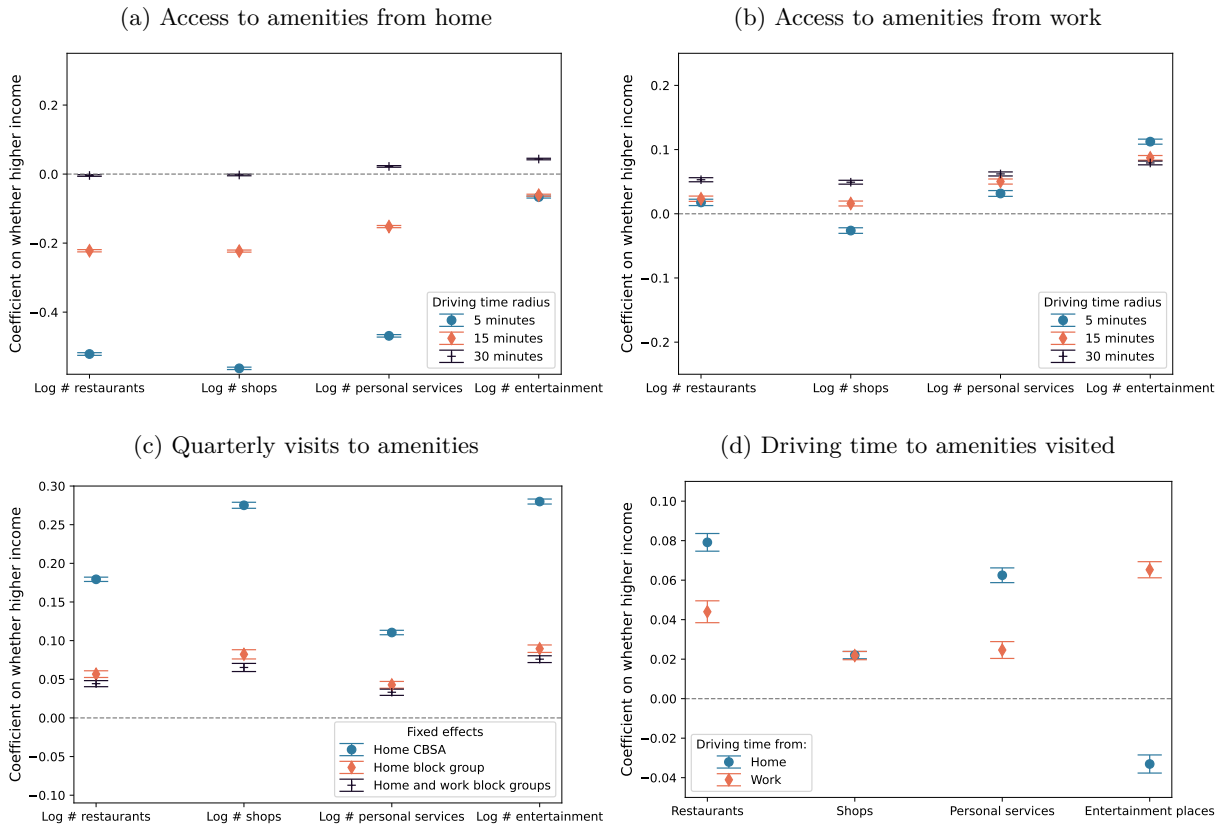 (a) Access to amenities from home
Coefficient on whether higher income
0.2
0.0
−0.2
−0.4
Driving time radius
5 minutes
15 minutes
30 minutes
Log # restaurants
Log # shops
Log # personal services
Log # entertainment
(b) Access to amenities from work
Coefficient on whether higher income
0.2
0.1
0.0
−0.1
−0.2
Driving time radius
5 minutes
15 minutes
30 minutes
Log # restaurants
Log # shops
Log # personal services
Log # entertainment
(c) Quarterly visits to amenities
Coefficient on whether higher income
0.30
0.25
0.20
0.15
0.10
0.05
0.00
−0.05
−0.10
Fixed effects
Home CBSA
Home block group
Home and work block groups
Log # restaurants
Log # shops
Log # personal services
Log # entertainment
(d) Driving time to amenities visited
Coefficient on whether higher income
0.10
0.08
0.06
0.04
0.02
0.00
−0.02
−0.04
Driving time from:
Home
Work
Restaurants
Shops
Personal services
Entertainment places